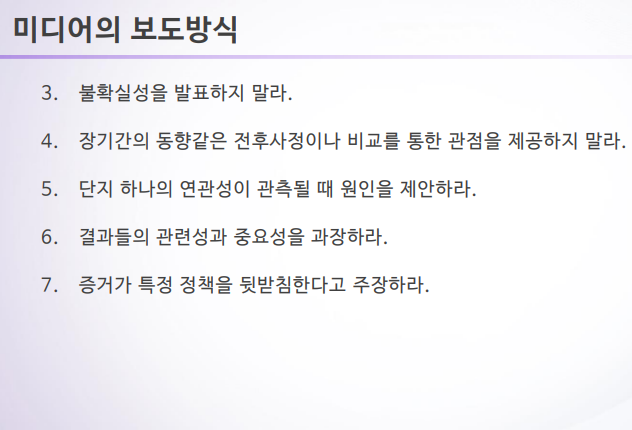 미디어의 보도방식
3. 불확실성을 발표하지 말라.
4. 장기간의 동향같은 전후사정이나 비교를 통한 관점을 제공하지 말라.
5. 단지 하나의 연관성이 관측될 때 원인을 제안하라.
6. 결과들의 관련성과 중요성을 과장하라.
7. 증거가 특정 정책을 뒷받침한다고 주장하라.